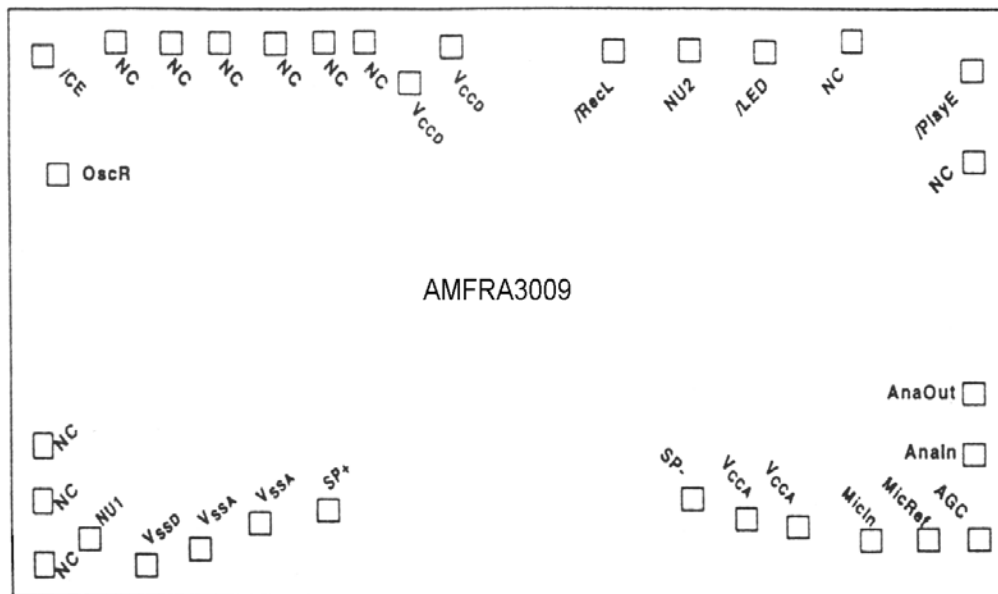 /CE
NC
NC
NC
NC
NC
NC
VCCD
VCCD
/RecL
NU2
/LED
NC
/PlayE
OscR
NC
AMFRA3009
AnaOut
AnaIn
NC
NC
NC
NU1
VSSD
VSSA
VSSA
SP+
SP-
VCCA
VCCA
MicIn
MicRef
AGC